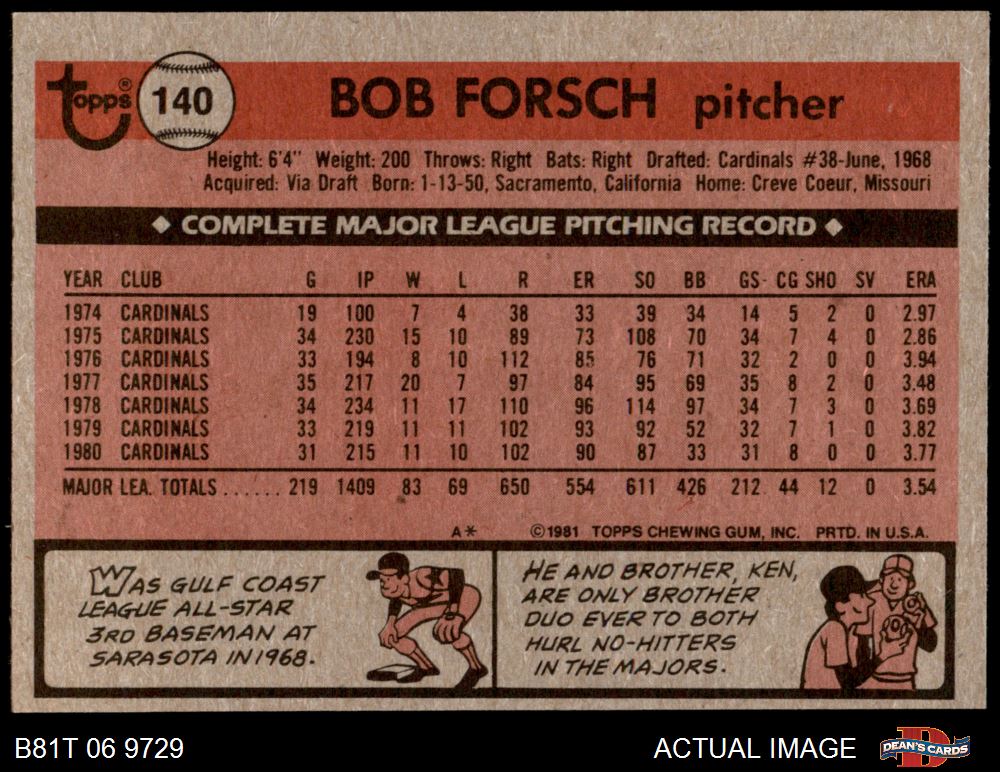 Topps® 140 BOB FORSCH pitcher
Height: 6'4" Weight: 200 Throws: Right Bats: Right Drafted: Cardinals #38-June, 1968
Acquired: Via Draft Born: 1-13-50, Sacramento, California Home: Creve Coeur, Missouri
◆ COMPLETE MAJOR LEAGUE PITCHING RECORD ◆
YEAR CLUB G IP W L R ER SO BB GS CG SHO SV ERA
1974 CARDINALS 19 100 7 4 38 33 39 34 14 5 2 0 2.97
1975 CARDINALS 34 230 15 10 89 73 108 70 34 7 4 0 2.86
1976 CARDINALS 33 194 8 10 112 85 76 71 32 2 0 0 3.94
1977 CARDINALS 35 217 20 7 97 84 95 69 35 8 2 0 3.48
1978 CARDINALS 34 234 11 17 110 96 114 97 34 7 3 0 3.69
1979 CARDINALS 33 219 11 11 102 93 92 52 32 7 1 0 3.82
1980 CARDINALS 31 215 11 10 102 90 87 33 31 8 0 0 3.77
MAJOR LEA. TOTALS ...... 219 1409 83 69 650 554 611 426 212 44 12 0 3.54
A* ©1981 TOPPS CHEWING GUM, INC. PRTD. IN U.S.A.
WAS GULF COAST
LEAGUE ALL-STAR
3RD BASEMAN AT
SARASOTA IN 1968.
HE AND BROTHER, KEN,
ARE ONLY BROTHER
DUO EVER TO BOTH
HURL NO-HITTERS
IN THE MAJORS.
B81T 06 9729 ACTUAL IMAGE DEAN'S CARDS